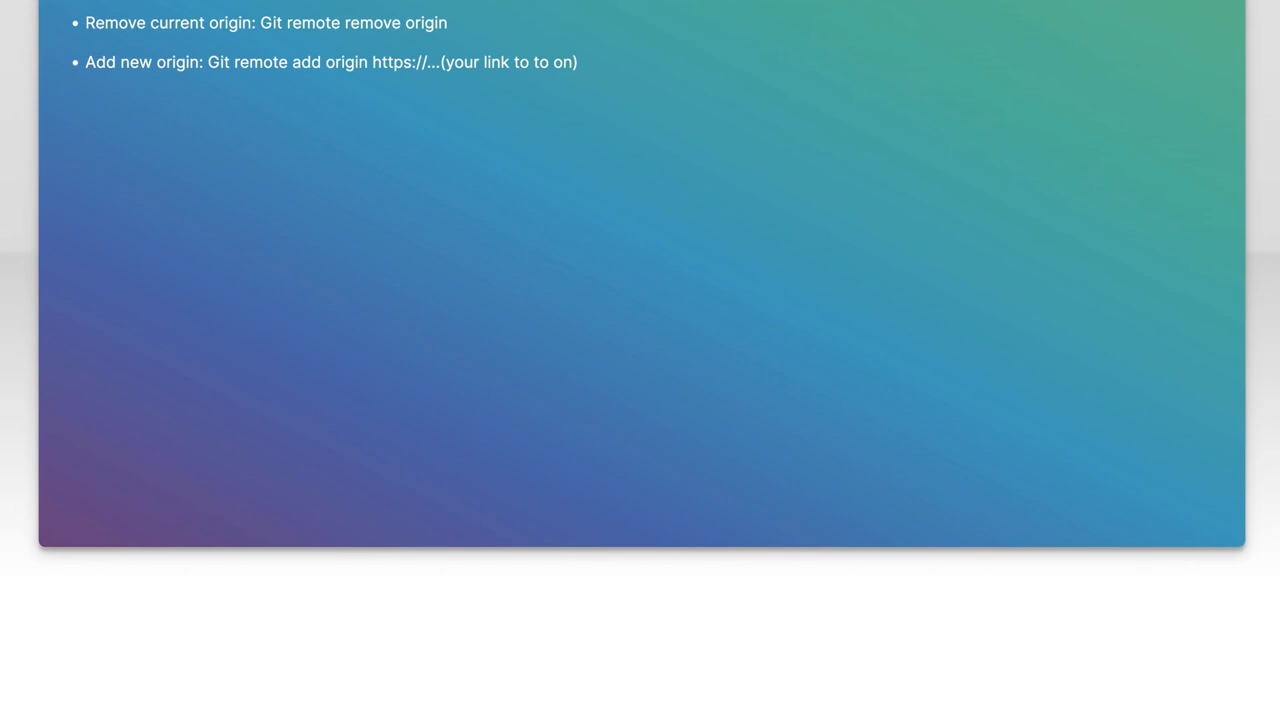 • Remove current origin: Git remote remove origin
• Add new origin: Git remote add origin https://...(your link to to on)